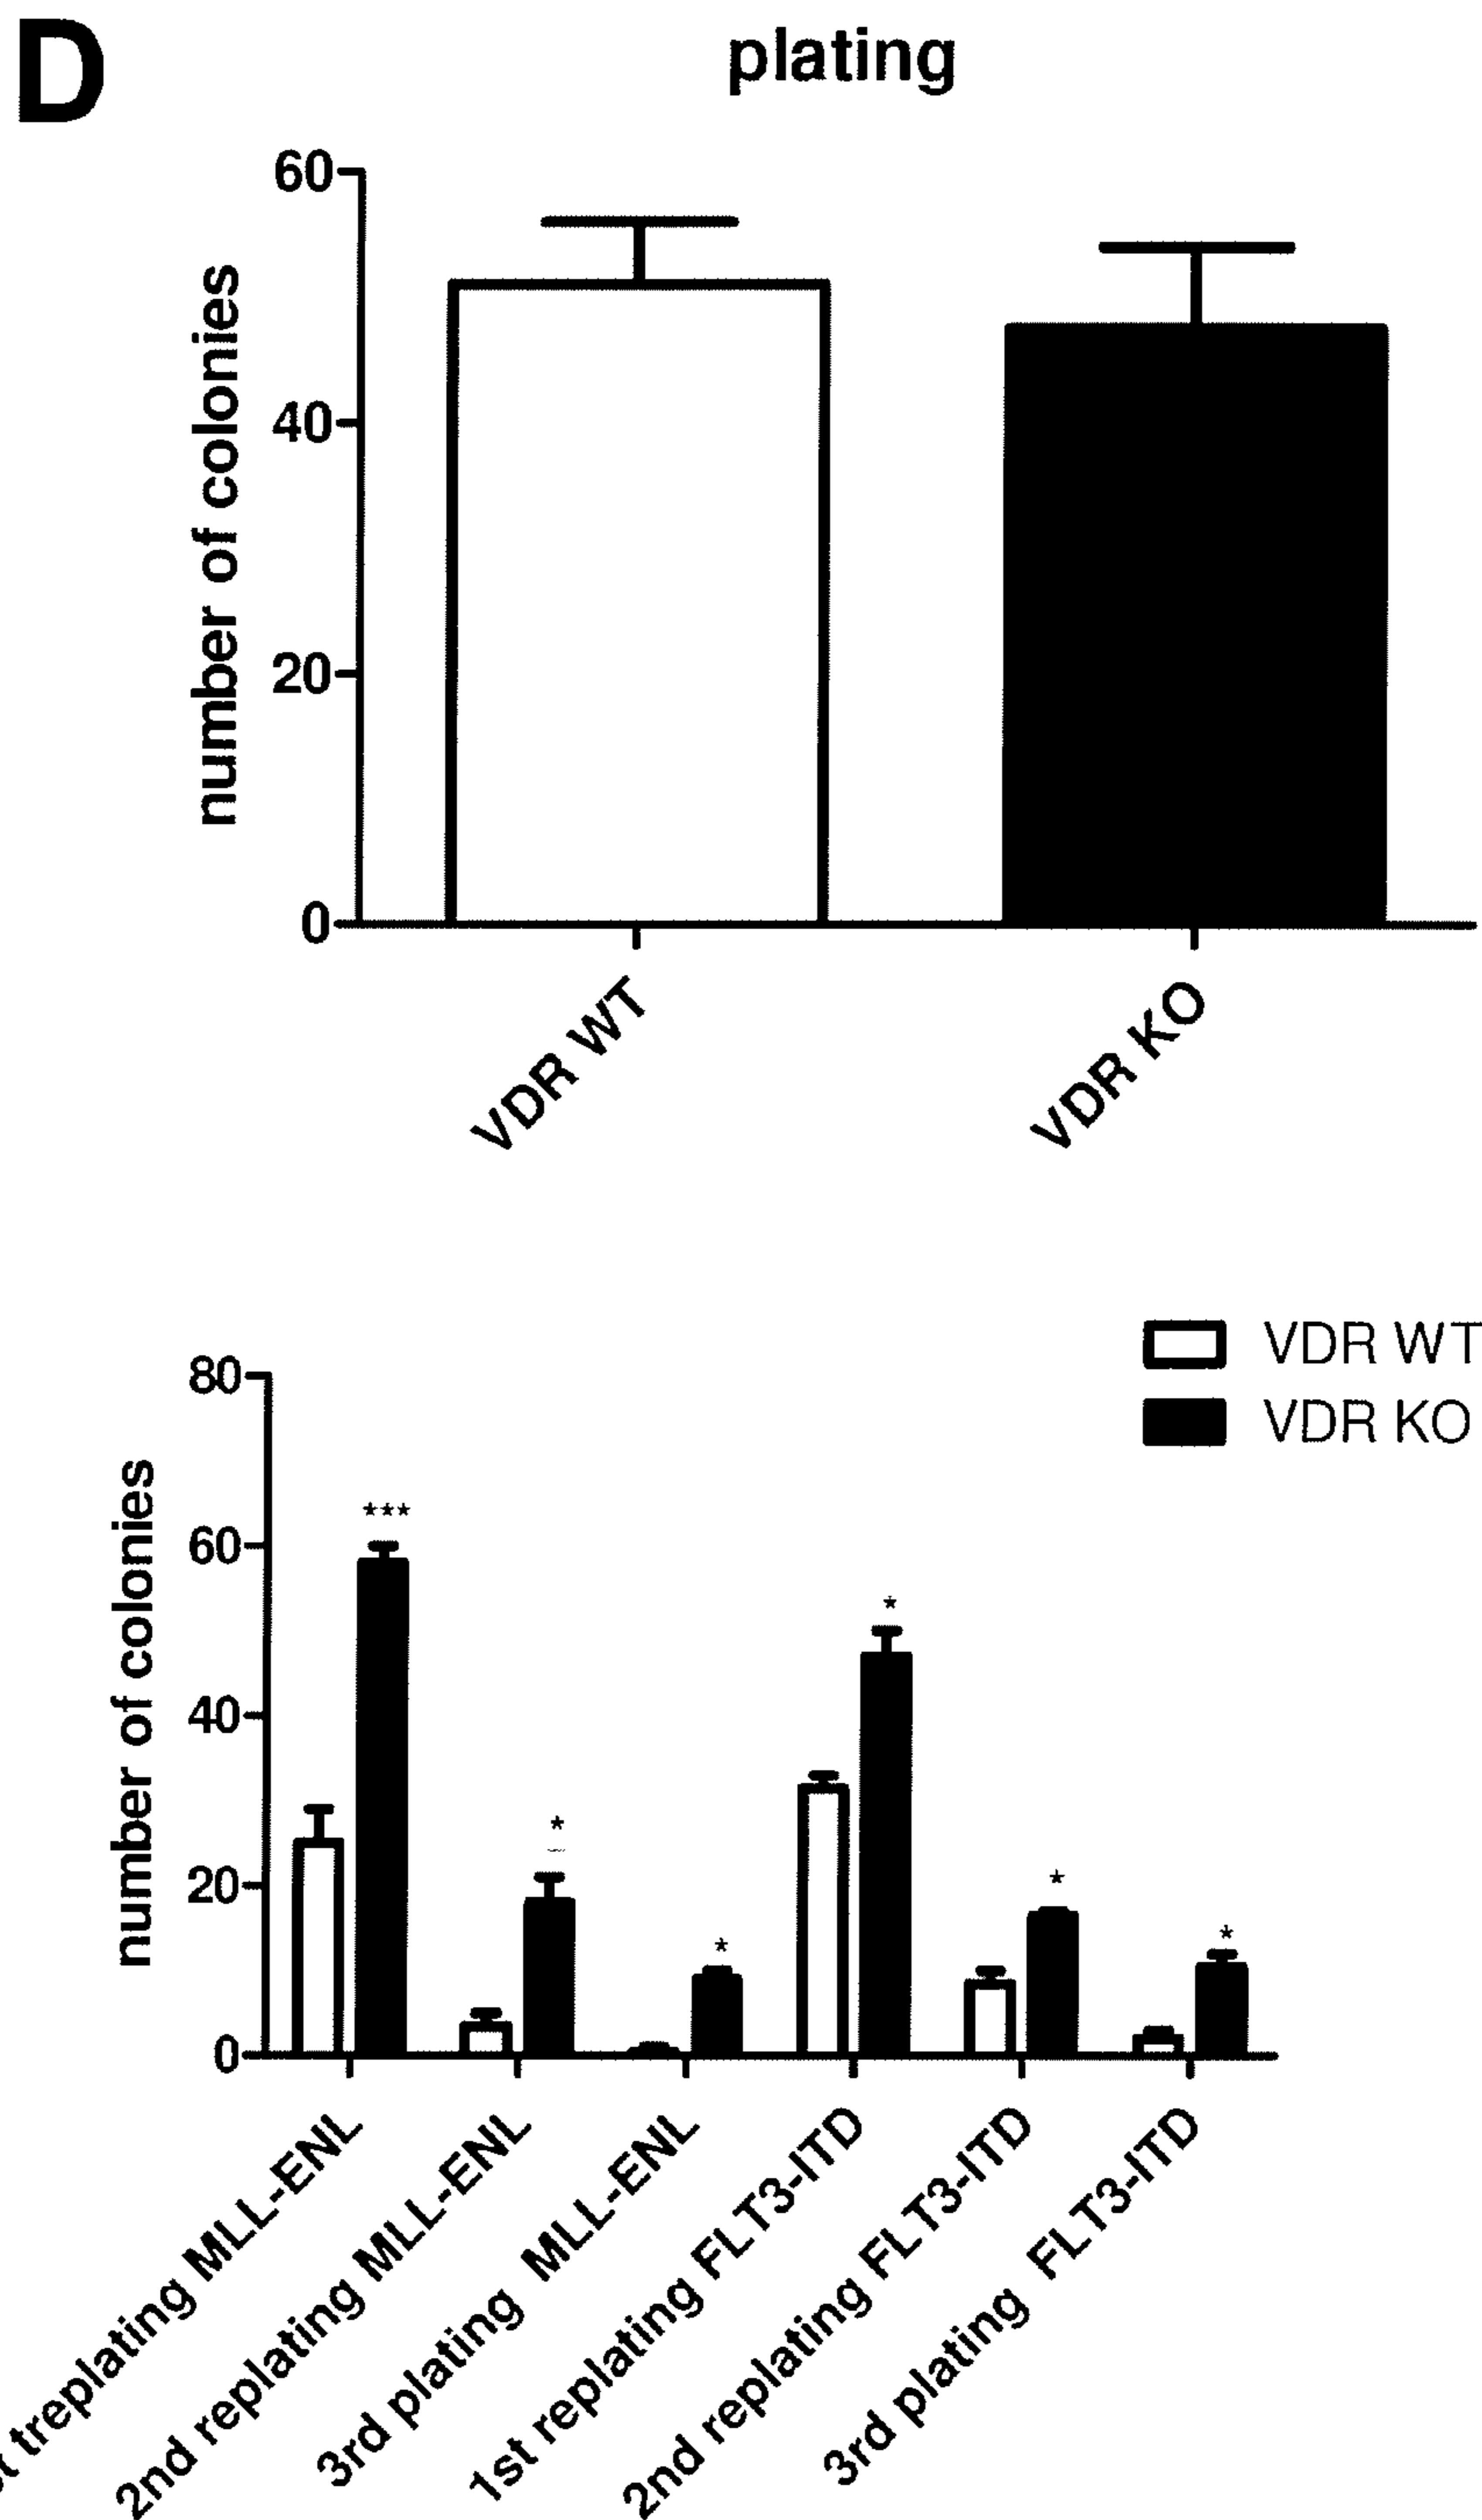 D
plating
60
40
20
0
number of colonies
VDR WT
VDR KO
VDR WT
VDR KO
80
60
40
20
0
number of colonies
***
*
*
*
*
*
treplating MLL-ENL
2nd replating MLL-ENL
3rd plating MLL-ENL
1st replating FLT3-ITD
2nd replating FLT3-ITD
3rd plating FLT3-ITD